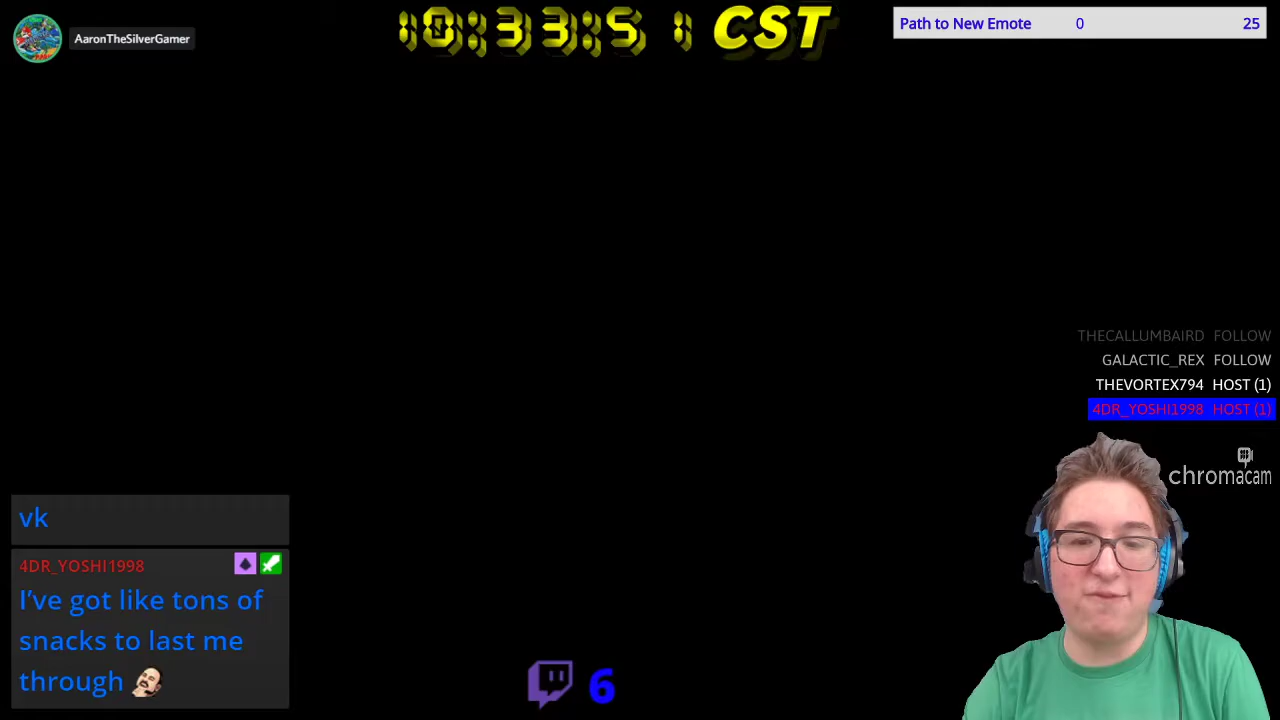 AaronTheSilverGamer
10:33:51 CST
Path to New Emote 0 25
THECALLUMBAIRD FOLLOW
GALACTIC_REX FOLLOW
THEVORTEX794 HOST (1)
4DR_YOSHI1998 HOST (1)
chromacam
vk
4DR_YOSHI1998
I've got like tons of
snacks to last me
through
6